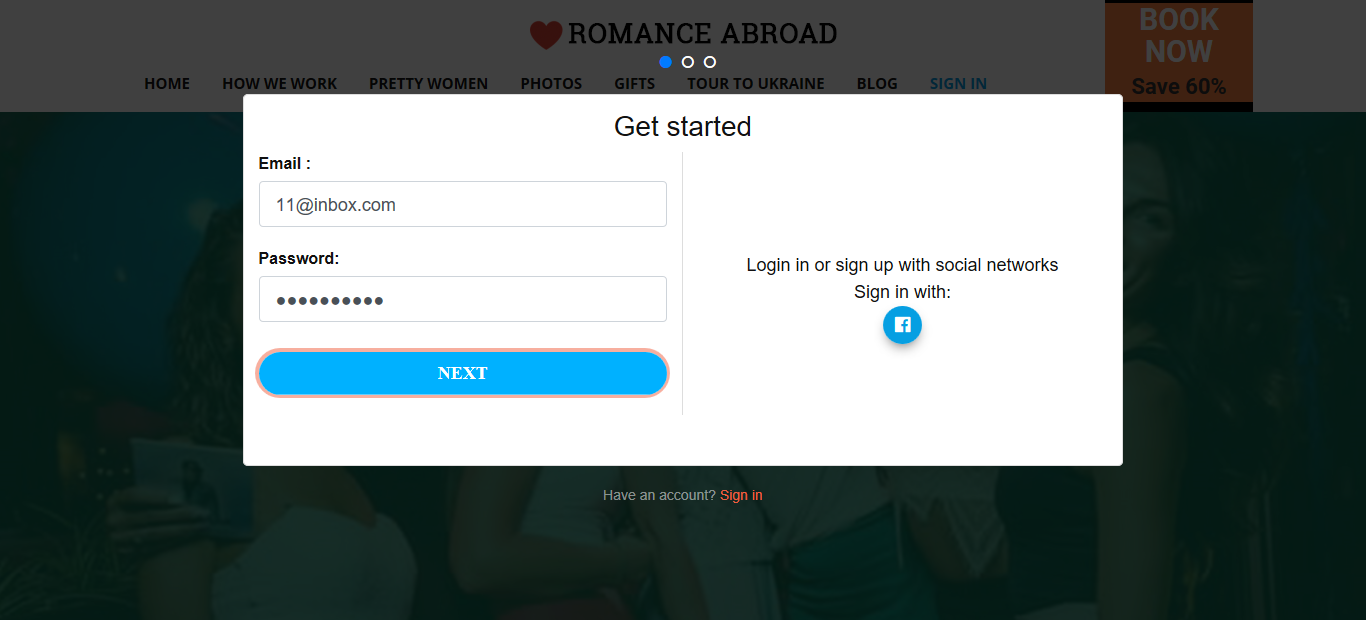 ROMANCE ABROAD
BOOK
NOW
Save 60%
HOME HOW WE WORK PRETTY WOMEN PHOTOS GIFTS TOUR TO UKRAINE BLOG SIGN IN
Get started
Email :
11@inbox.com
Password:
●●●●●●●●●●
NEXT
Login in or sign up with social networks
Sign in with:
Have an account? Sign in